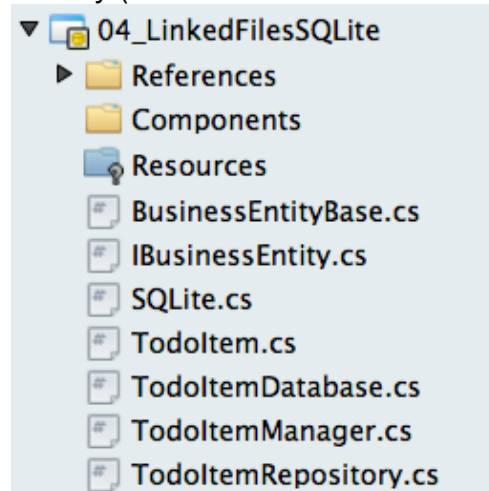 04_LinkedFilesSQLite
References
Components
Resources
BusinessEntityBase.cs
IBusinessEntity.cs
SQLite.cs
TodoItem.cs
TodoItemDatabase.cs
TodoItemManager.cs
TodoItemRepository.cs